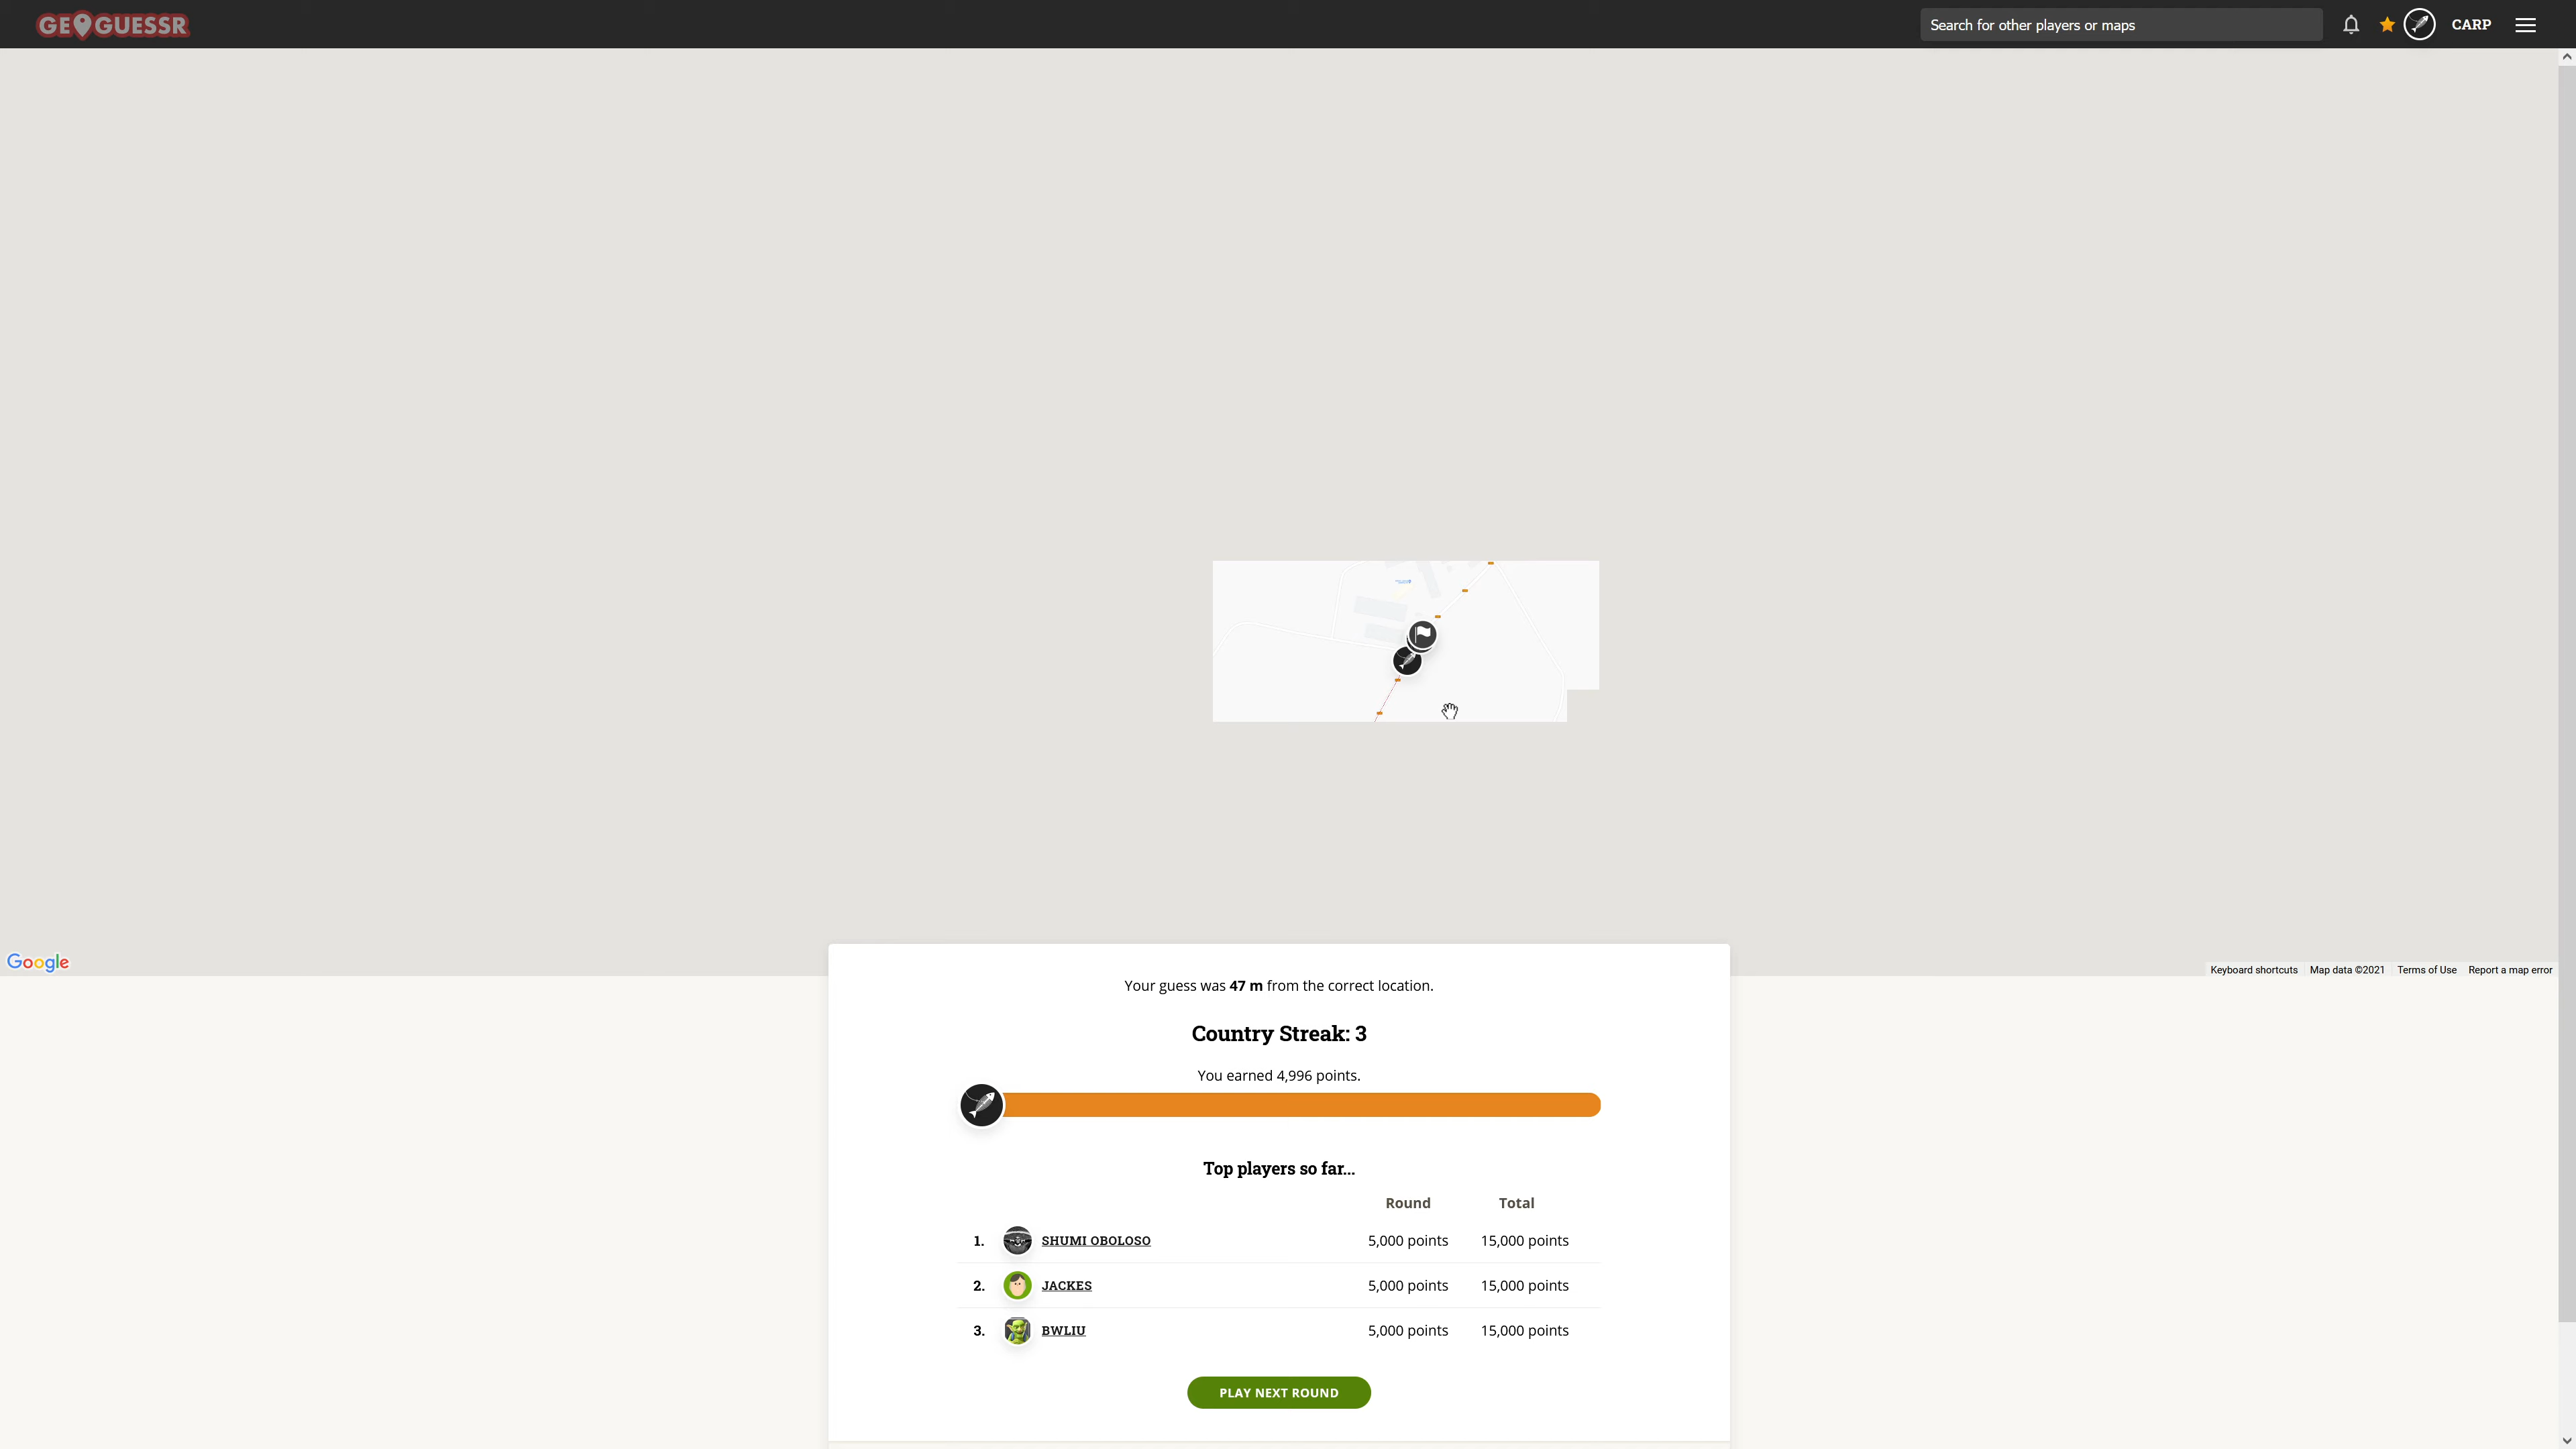 GEOGUESSR
Search for other players or maps
CARP
Google
Keyboard shortcuts
Map data ©2021
Terms of Use
Report a map error
Your guess was 47 m from the correct location.
Country Streak: 3
You earned 4,996 points.
Top players so far...
Round Total
1. SHUMI OBOLOSO 5,000 points 15,000 points
2. JACKES 5,000 points 15,000 points
3. BWLIU 5,000 points 15,000 points
PLAY NEXT ROUND